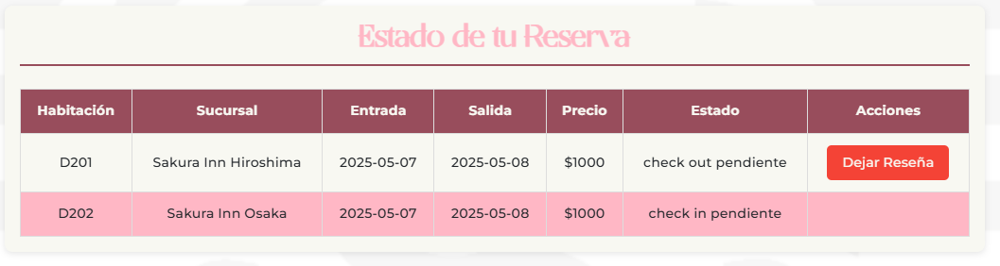 Estado de tu Reserva
Habitación Sucursal Entrada Salida Precio Estado Acciones
D201 Sakura Inn Hiroshima 2025-05-07 2025-05-08 $1000 check out pendiente Dejar Reseña
D202 Sakura Inn Osaka 2025-05-07 2025-05-08 $1000 check in pendiente